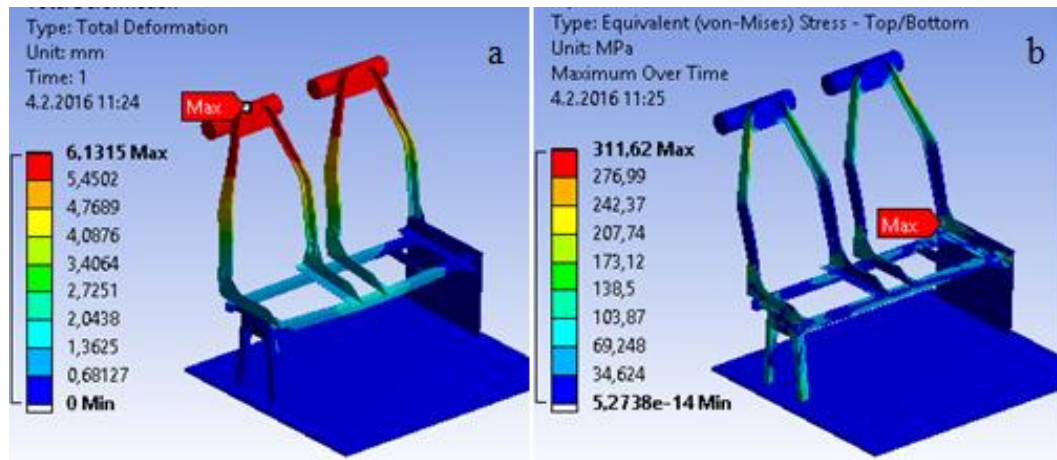 Total Deformation
Type: Total Deformation
Unit: mm
Time: 1
4.2.2016 11:24
a
Max
6,1315 Max
5,4502
4,7689
4,0876
3,4064
2,7251
2,0438
1,3625
0,68127
0 Min
Type: Equivalent (von-Mises) Stress - Top/Bottom
Unit: MPa
Maximum Over Time
4.2.2016 11:25
b
311,62 Max
276,99
242,37
207,74
173,12
138,5
103,87
69,248
34,624
5,2738e-14 Min
Max